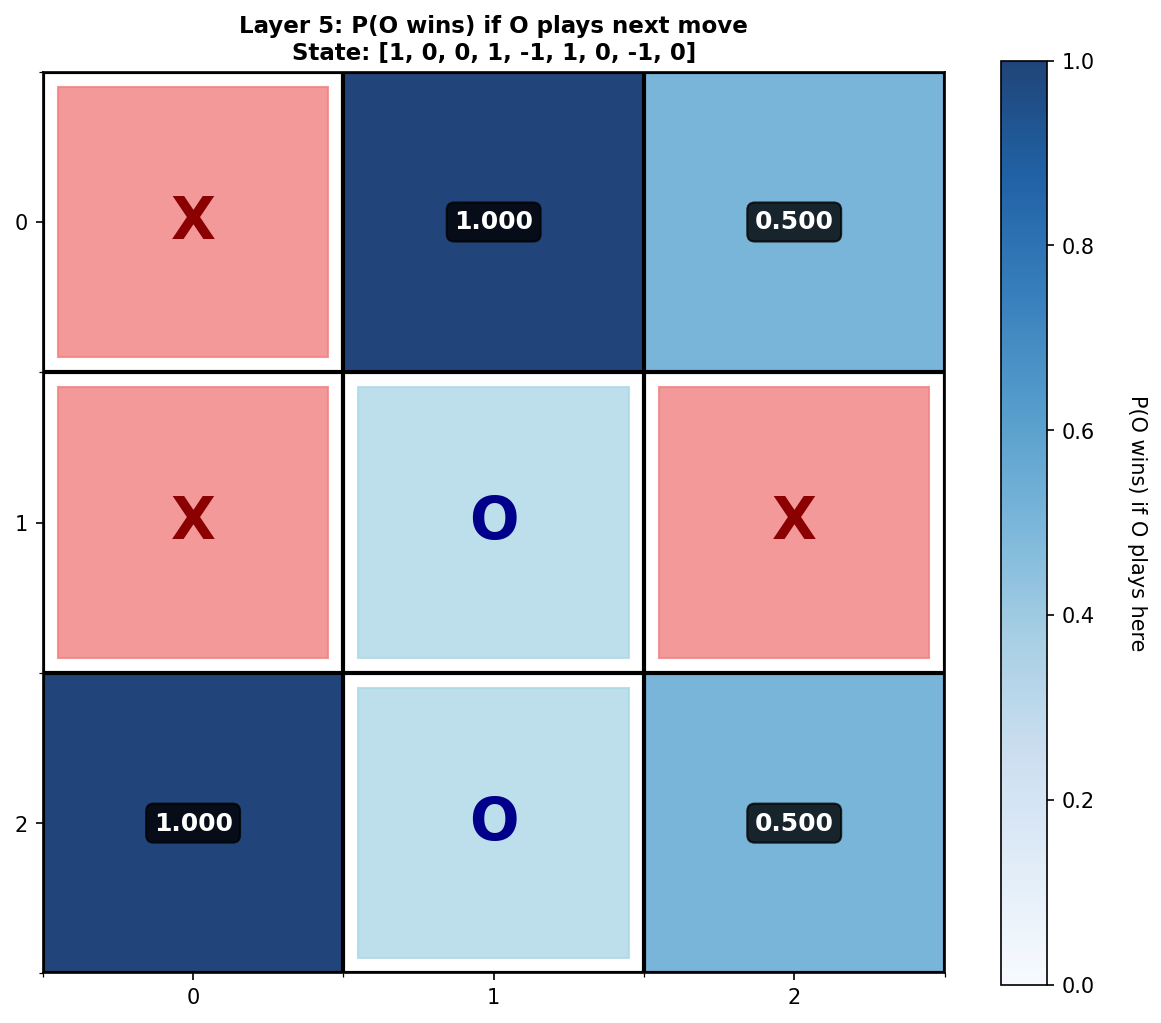 Layer 5: P(O wins) if O plays next move
State: [1, 0, 0, 1, -1, 1, 0, -1, 0]
0
X
1.000
0.500
1
X
O
X
2
1.000
O
0.500
0
1
2
1.0
0.8
0.6
0.4
0.2
0.0
P(O wins) if O plays here